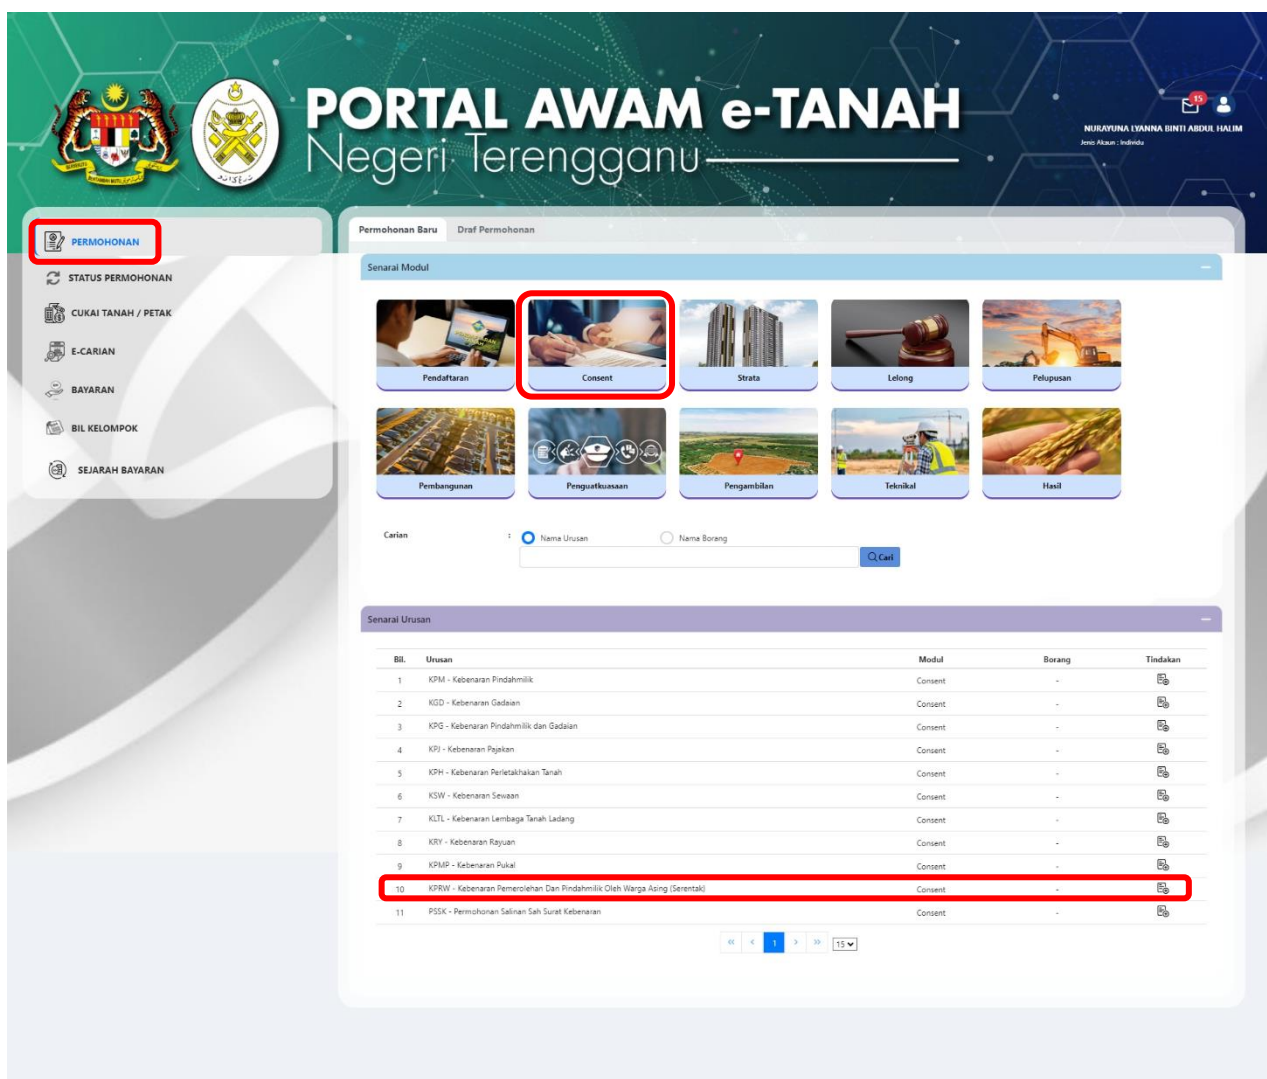 PORTAL AWAM e-TANAH
Negeri Terengganu
15
NURAYUNA LYANNA BINTI ABDUL HALIM
Jenis Akaun : Individu
PERMOHONAN
STATUS PERMOHONAN
CUKAI TANAH / PETAK
E-CARIAN
BAYARAN
BIL KELOMPOK
SEJARAH BAYARAN
Permohonan Baru Draf Permohonan
Senarai Modul
Pendaftaran Consent Strata Lelong Pelupusan
Pembangunan Penguatkuasaan Pengambilan Teknikal Hasil
Carian : Nama Urusan Nama Borang
Cari
Senarai Urusan
Bil. Urusan Modul Borang Tindakan
1 KPM - Kebenaran Pindahmilik Consent -
2 KGD - Kebenaran Gadaian Consent -
3 KPG - Kebenaran Pindahmilik dan Gadaian Consent -
4 KPJ - Kebenaran Pajakan Consent -
5 KPH - Kebenaran Perletakhakan Tanah Consent -
6 KSW - Kebenaran Sewaan Consent -
7 KLTL - Kebenaran Lembaga Tanah Ladang Consent -
8 KRY - Kebenaran Rayuan Consent -
9 KPMP - Kebenaran Pukal Consent -
10 KPRW - Kebenaran Pemerolehan Dan Pindahmilik Oleh Warga Asing (Serentak) Consent -
11 PSSK - Permohonan Salinan Sah Surat Kebenaran Consent -
« < 1 > » 15